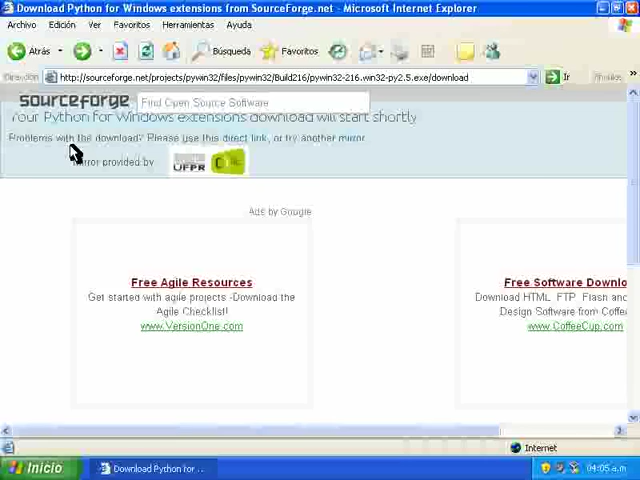 Download Python for Windows extensions from SourceForge.net - Microsoft Internet Explorer
Archivo Edición Ver Favoritos Herramientas Ayuda
Atrás Búsqueda Favoritos
Dirección http://sourceforge.net/projects/pywin32/files/pywin32/Build216/pywin32-216.win32-py2.5.exe/download Ir
sourceforge Find Open Source Software
Your Python for Windows extensions download will start shortly
Problems with the download? Please use this direct link, or try another mirror.
Mirror provided by UFPR
Ads by Google
Free Agile Resources
Get started with agile projects -Download the
Agile Checklist!
www.VersionOne.com
Free Software Downlo
Download HTML, FTP, Flash and
Design Software from Coffe
www.CoffeeCup.com
Internet
Inicio Download Python for ... 04:05 a.m.